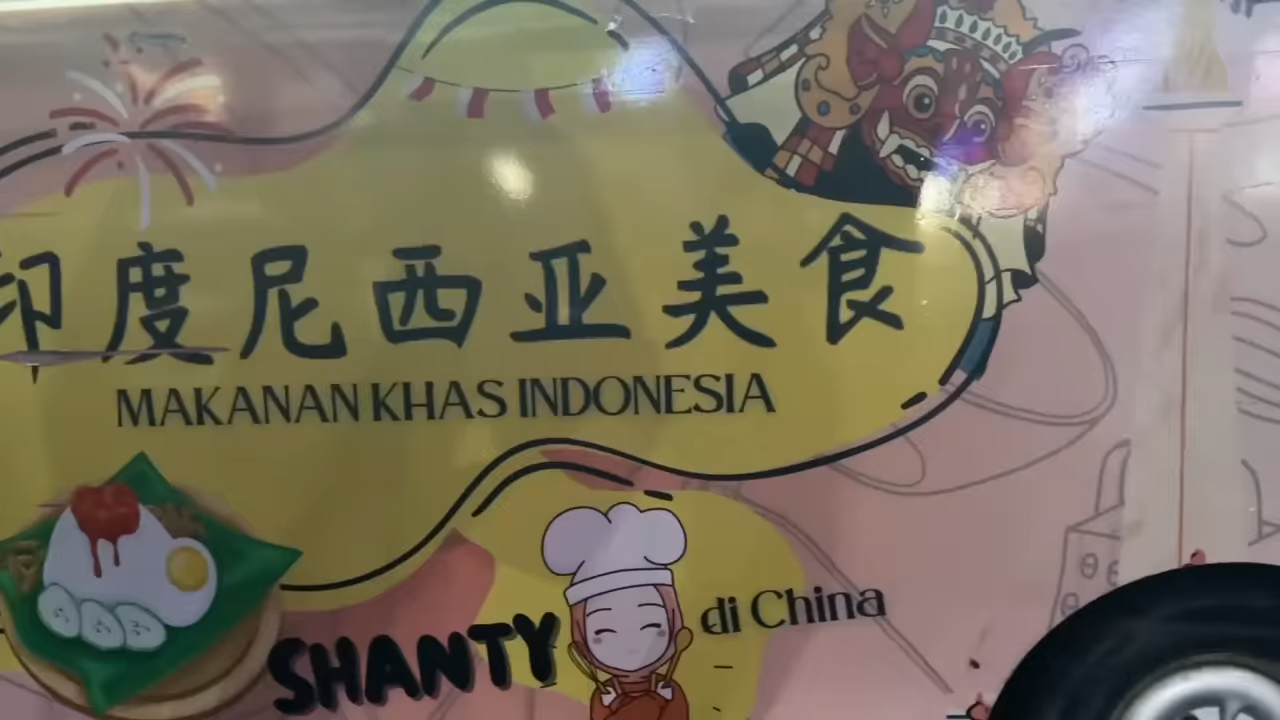 印度尼西亚美食
MAKANAN KHAS INDONESIA
SHANTY di China